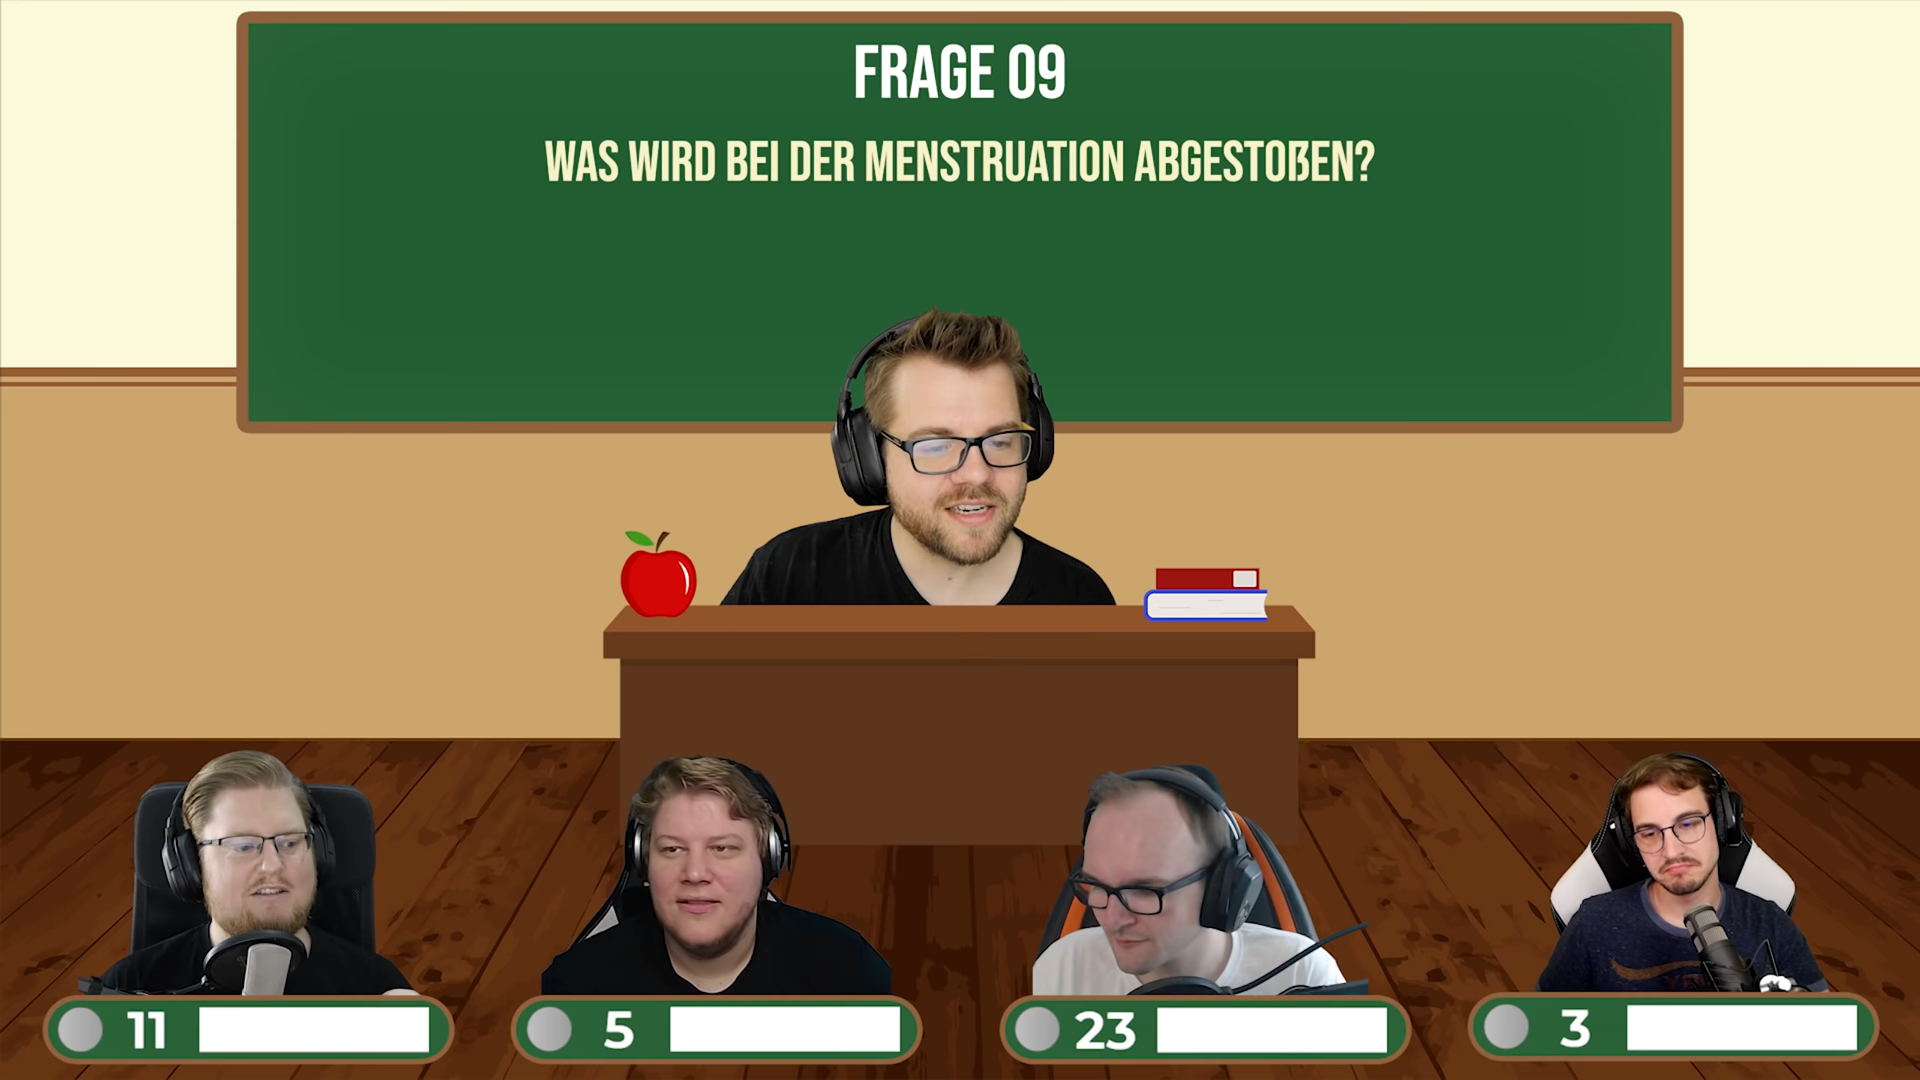 FRAGE 09
WAS WIRD BEI DER MENSTRUATION ABGESTOẞEN?
11
5
23
3